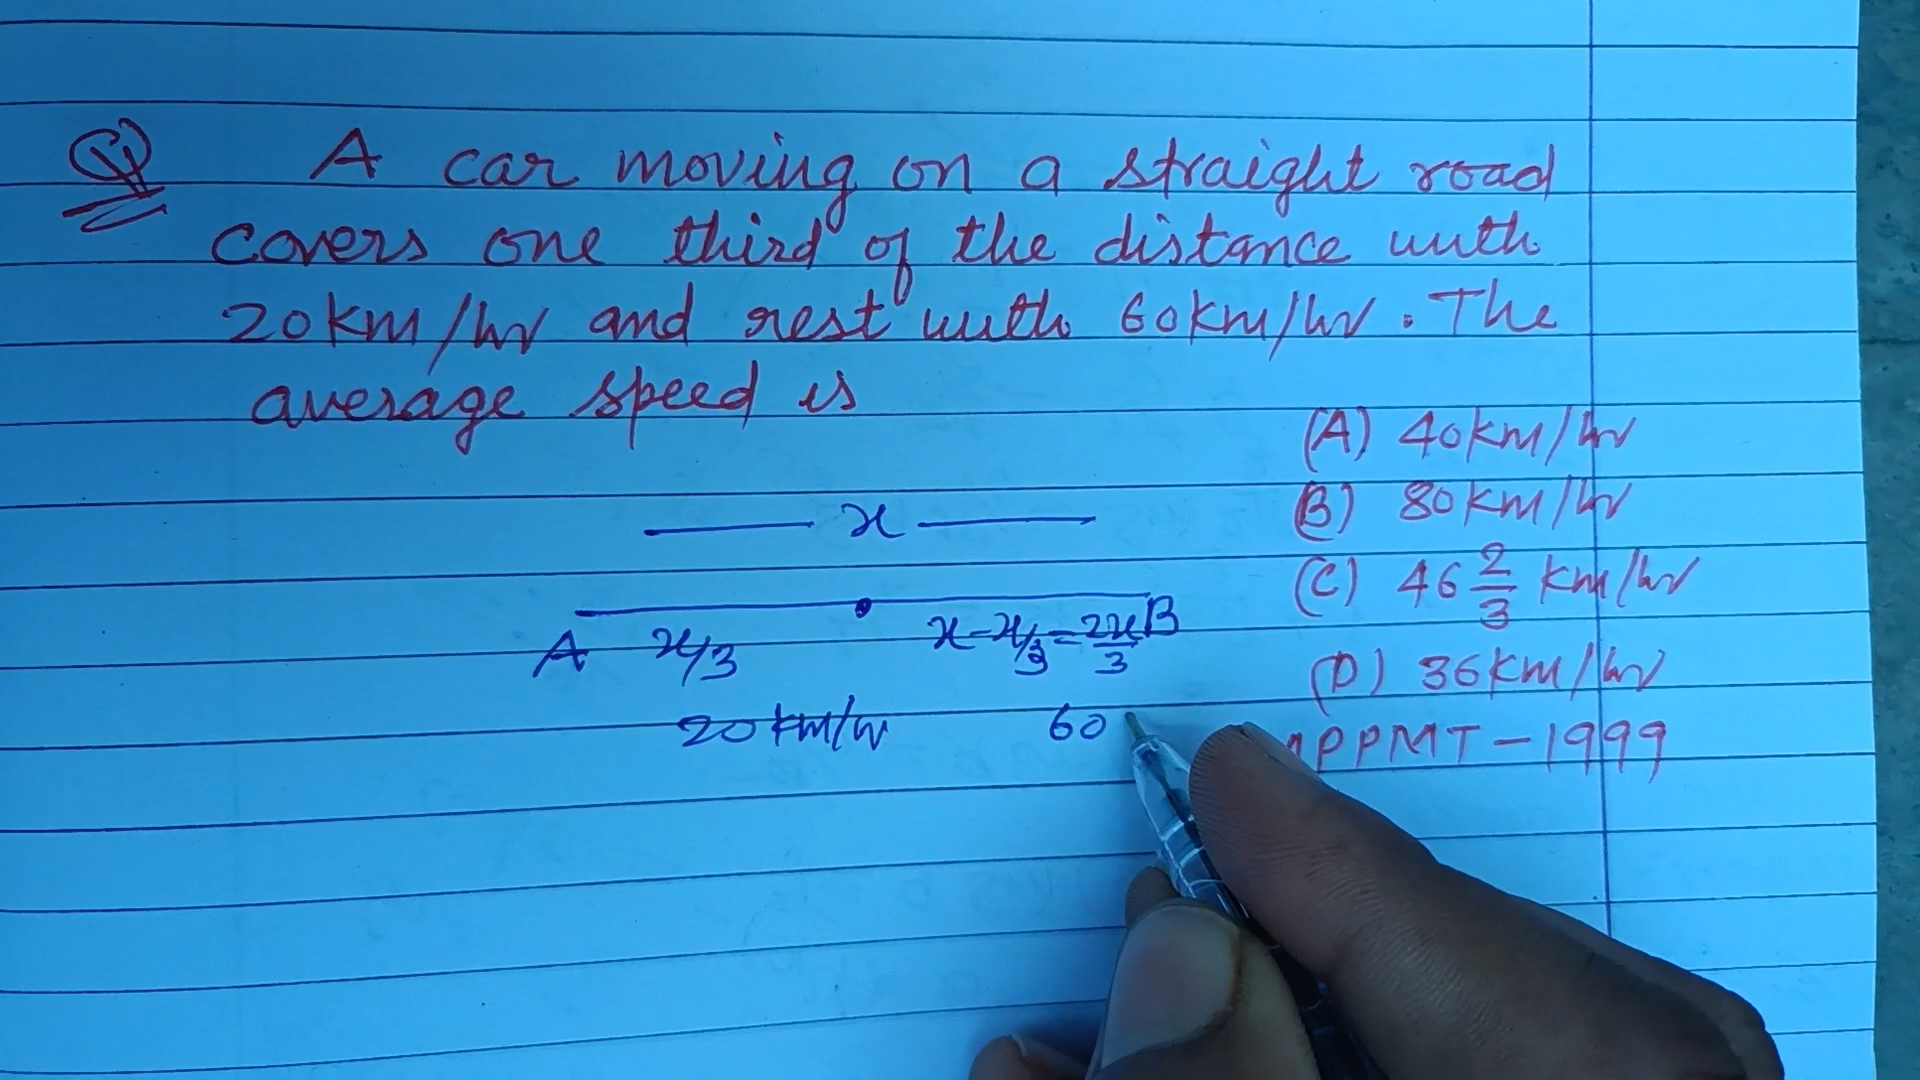 Q A car moving on a straight road
covers one third of the distance with
20km/hr and rest with 60km/hr. The
average speed is
(A) 40km/hr
(B) 80km/hr
(C) 46 2/3 km/hr
(D) 36km/hr
PPMT-1999
x
A x/3 x-x/3=2x/3 B
20 km/hr 60